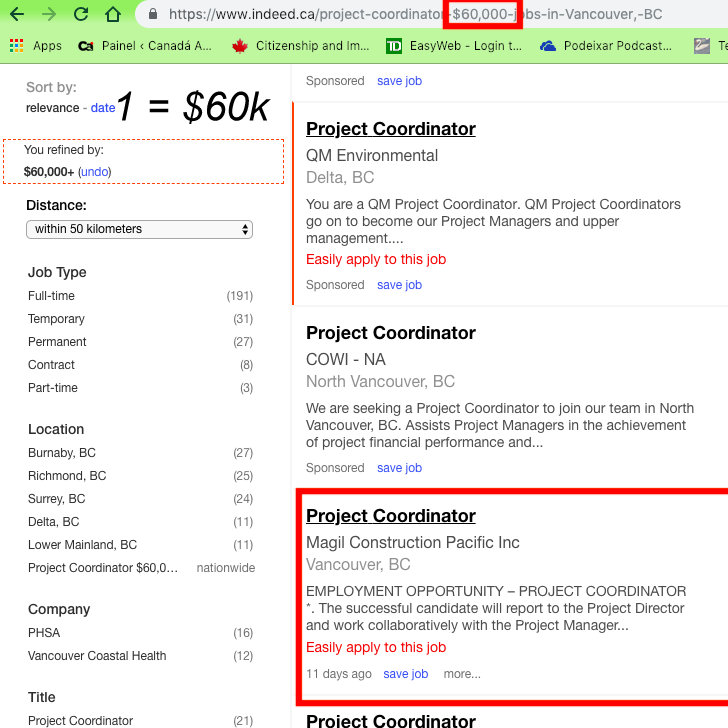 https://www.indeed.ca/project-coordinator-$60,000-jobs-in-Vancouver,-BC
Apps Painel ‹ Canadá A... Citizenship and Im... TD EasyWeb - Login t... Podeixar Podcast...
Sort by:
relevance - date
1 = $60k
You refined by:
$60,000+ (undo)
Distance:
within 50 kilometers
Job Type
Full-time (191)
Temporary (31)
Permanent (27)
Contract (8)
Part-time (3)
Location
Burnaby, BC (27)
Richmond, BC (25)
Surrey, BC (24)
Delta, BC (11)
Lower Mainland, BC (11)
Project Coordinator $60,0... nationwide
Company
PHSA (16)
Vancouver Coastal Health (12)
Title
Project Coordinator (21)
Sponsored save job
Project Coordinator
QM Environmental
Delta, BC
You are a QM Project Coordinator. QM Project Coordinators
go on to become our Project Managers and upper
management....
Easily apply to this job
Sponsored save job
Project Coordinator
COWI - NA
North Vancouver, BC
We are seeking a Project Coordinator to join our team in North
Vancouver, BC. Assists Project Managers in the achievement
of project financial performance and...
Sponsored save job
Project Coordinator
Magil Construction Pacific Inc
Vancouver, BC
EMPLOYMENT OPPORTUNITY – PROJECT COORDINATOR
*. The successful candidate will report to the Project Director
and work collaboratively with the Project Manager...
Easily apply to this job
11 days ago save job more...
Project Coordinator